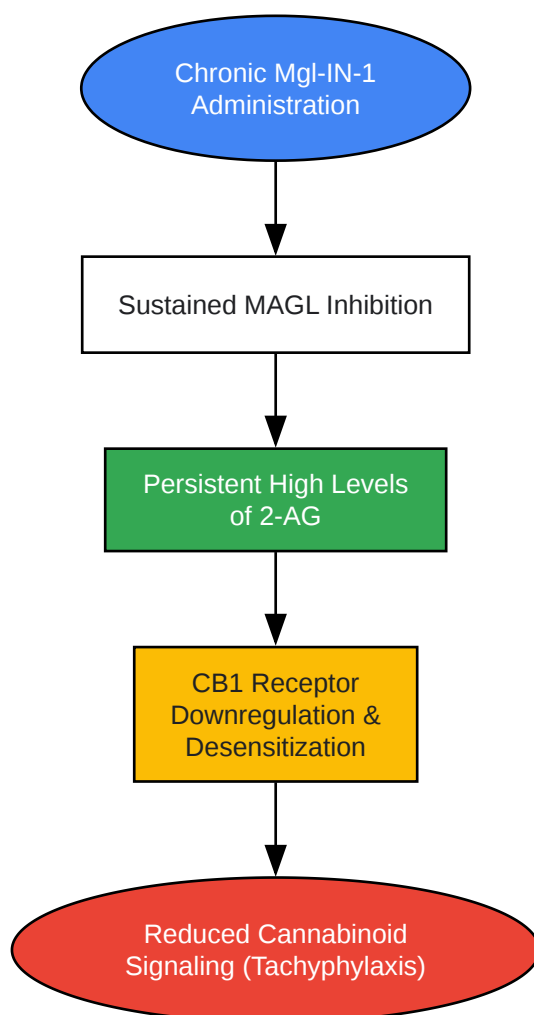 Chronic Mgl-IN-1
Administration
Sustained MAGL Inhibition
Persistent High Levels
of 2-AG
CB1 Receptor
Downregulation &
Desensitization
Reduced Cannabinoid
Signaling (Tachyphylaxis)